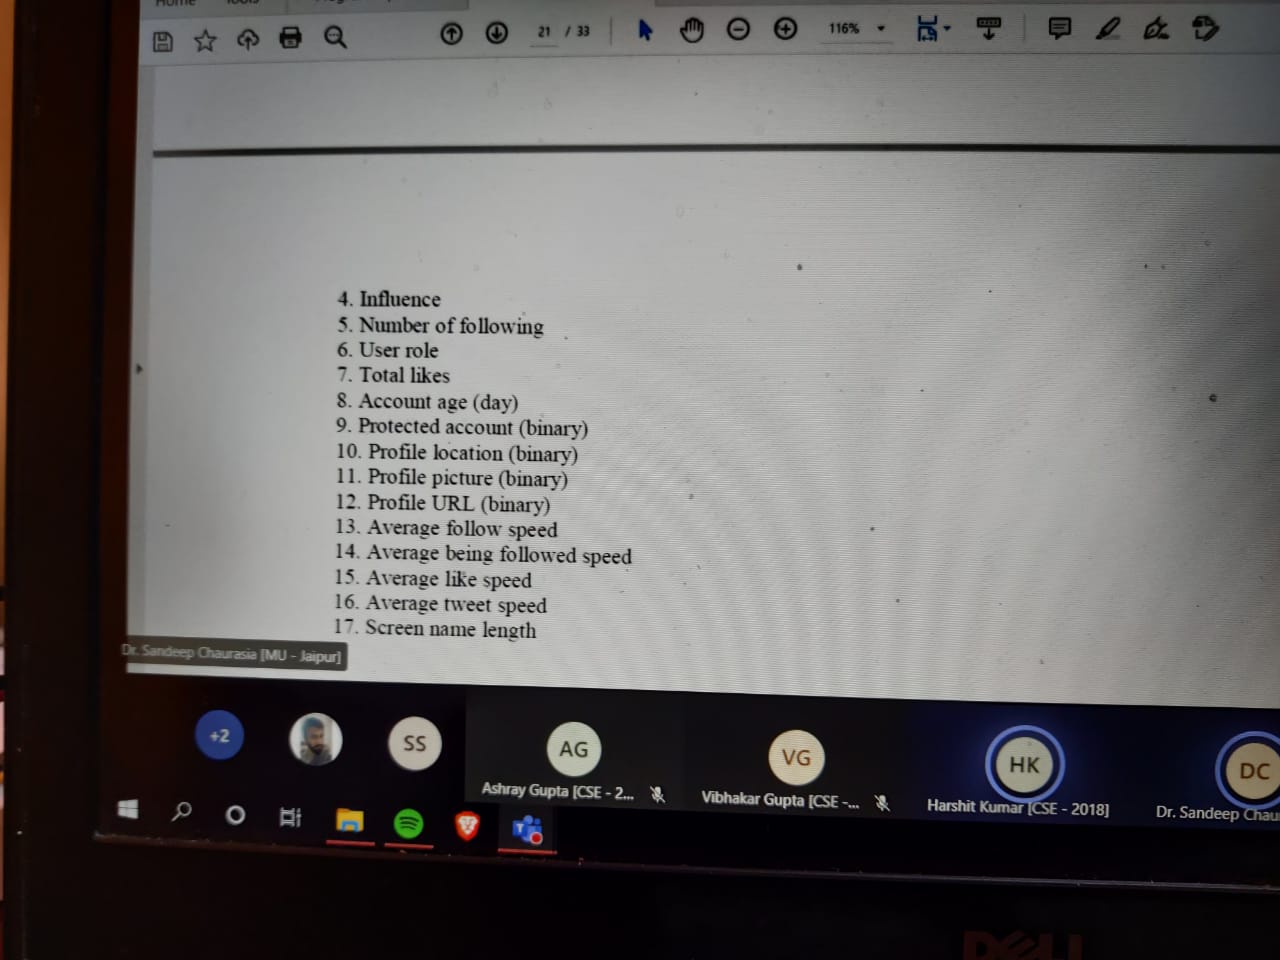 Home Tools
21 / 33 116%
4. Influence
5. Number of following
6. User role
7. Total likes
8. Account age (day)
9. Protected account (binary)
10. Profile location (binary)
11. Profile picture (binary)
12. Profile URL (binary)
13. Average follow speed
14. Average being followed speed
15. Average like speed
16. Average tweet speed
17. Screen name length
Dr. Sandeep Chaurasia [MU - Jaipur]
+2 SS AG VG HK DC
Ashray Gupta [CSE - 2... Vibhakar Gupta [CSE -... Harshit Kumar [CSE - 2018] Dr. Sandeep Chau
T
DELL